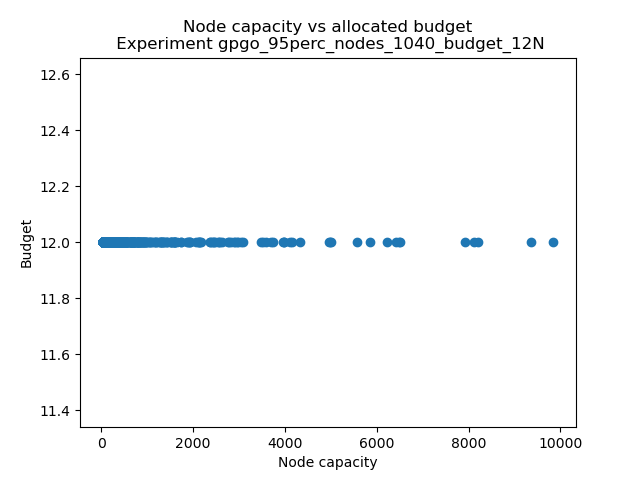 Node capacity vs allocated budget
Experiment gpgo_95perc_nodes_1040_budget_12N
12.6
12.4
12.2
12.0
11.8
11.6
11.4
Budget
0 2000 4000 6000 8000 10000
Node capacity